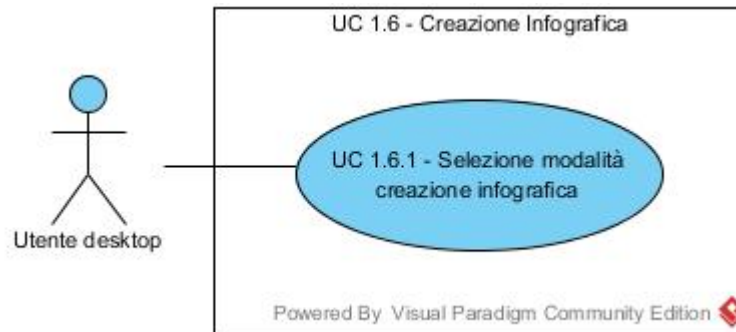 UC 1.6 - Creazione Infografica
UC 1.6.1 - Selezione modalità
creazione infografica
Utente desktop
Powered By Visual Paradigm Community Edition